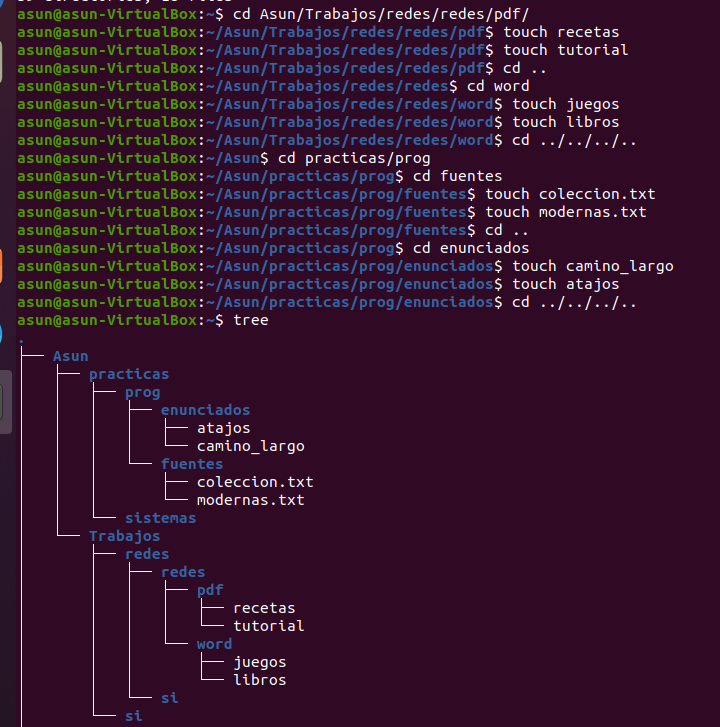 asun@asun-VirtualBox:~$ cd Asun/Trabajos/redes/redes/pdf/
asun@asun-VirtualBox:~/Asun/Trabajos/redes/redes/pdf$ touch recetas
asun@asun-VirtualBox:~/Asun/Trabajos/redes/redes/pdf$ touch tutorial
asun@asun-VirtualBox:~/Asun/Trabajos/redes/redes/pdf$ cd ..
asun@asun-VirtualBox:~/Asun/Trabajos/redes/redes$ cd word
asun@asun-VirtualBox:~/Asun/Trabajos/redes/redes/word$ touch juegos
asun@asun-VirtualBox:~/Asun/Trabajos/redes/redes/word$ touch libros
asun@asun-VirtualBox:~/Asun/Trabajos/redes/redes/word$ cd ../../../..
asun@asun-VirtualBox:~/Asun$ cd practicas/prog
asun@asun-VirtualBox:~/Asun/practicas/prog$ cd fuentes
asun@asun-VirtualBox:~/Asun/practicas/prog/fuentes$ touch coleccion.txt
asun@asun-VirtualBox:~/Asun/practicas/prog/fuentes$ touch modernas.txt
asun@asun-VirtualBox:~/Asun/practicas/prog/fuentes$ cd ..
asun@asun-VirtualBox:~/Asun/practicas/prog$ cd enunciados
asun@asun-VirtualBox:~/Asun/practicas/prog/enunciados$ touch camino_largo
asun@asun-VirtualBox:~/Asun/practicas/prog/enunciados$ touch atajos
asun@asun-VirtualBox:~/Asun/practicas/prog/enunciados$ cd ../../../..
asun@asun-VirtualBox:~$ tree
.
├── Asun
│   ├── practicas
│   │   ├── prog
│   │   │   ├── enunciados
│   │   │   │   ├── atajos
│   │   │   │   └── camino_largo
│   │   │   └── fuentes
│   │   │       ├── coleccion.txt
│   │   │       └── modernas.txt
│   │   └── sistemas
│   └── Trabajos
│       ├── redes
│       │   ├── redes
│       │   │   ├── pdf
│       │   │   │   ├── recetas
│       │   │   │   └── tutorial
│       │   │   └── word
│       │   │       ├── juegos
│       │   │       └── libros
│       │   └── si
│       ├── si